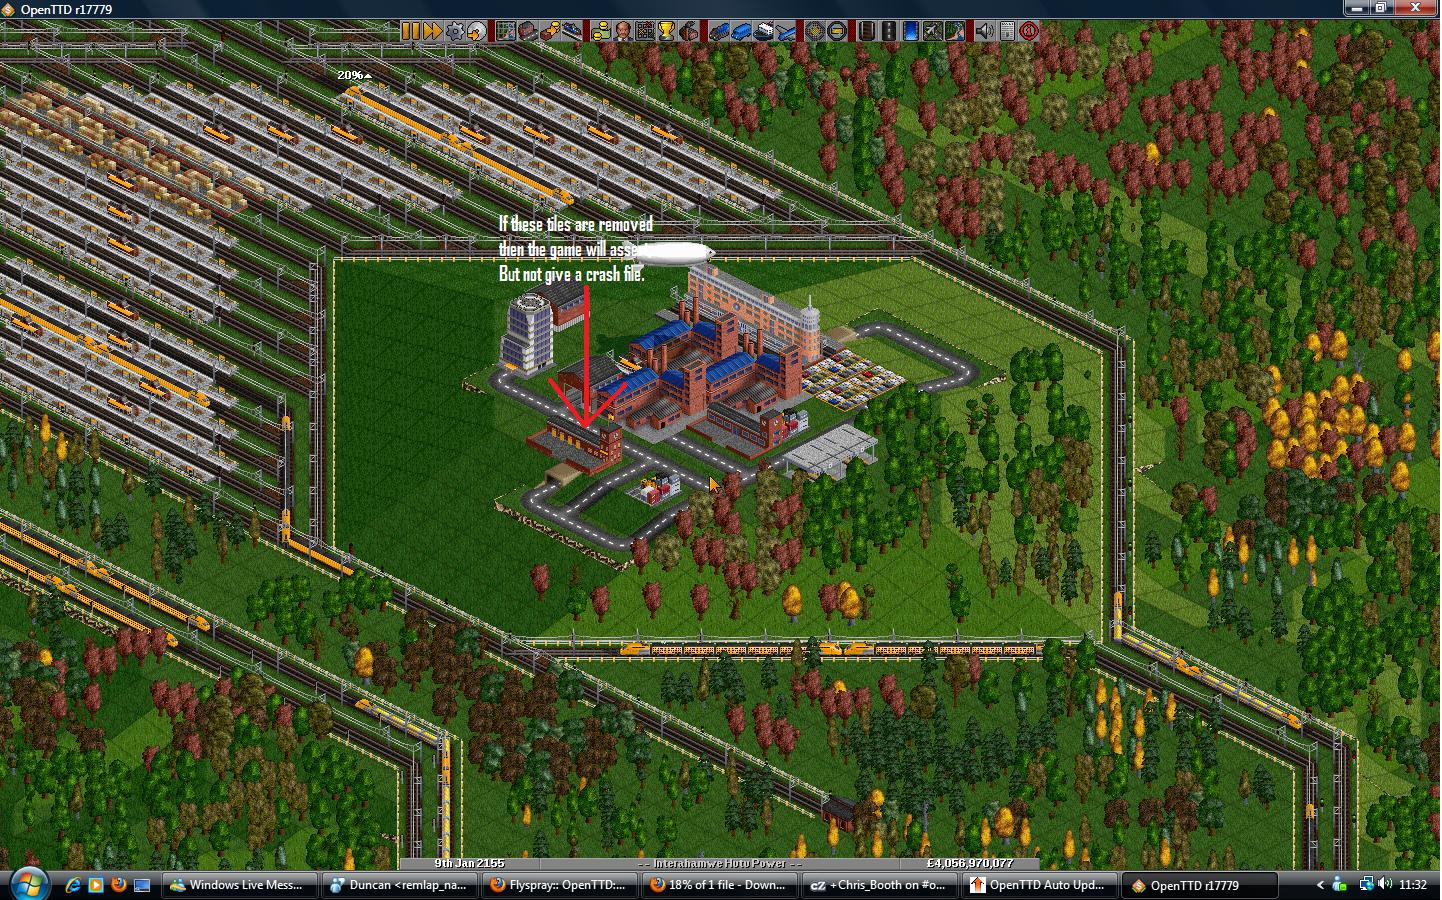 OpenTTD r17779
20%
If these tiles are removed
then the game will asse
But not give a crash file.
9th Jan 2155
- - Interahamwe Hutu Power - -
£4,056,970,077
Windows Live Mess...
Duncan <remlap_na...
Flyspray:: OpenTTD:...
18% of 1 file - Down...
cz +Chris_Booth on #o...
OpenTTD Auto Upd...
OpenTTD r17779
11:32